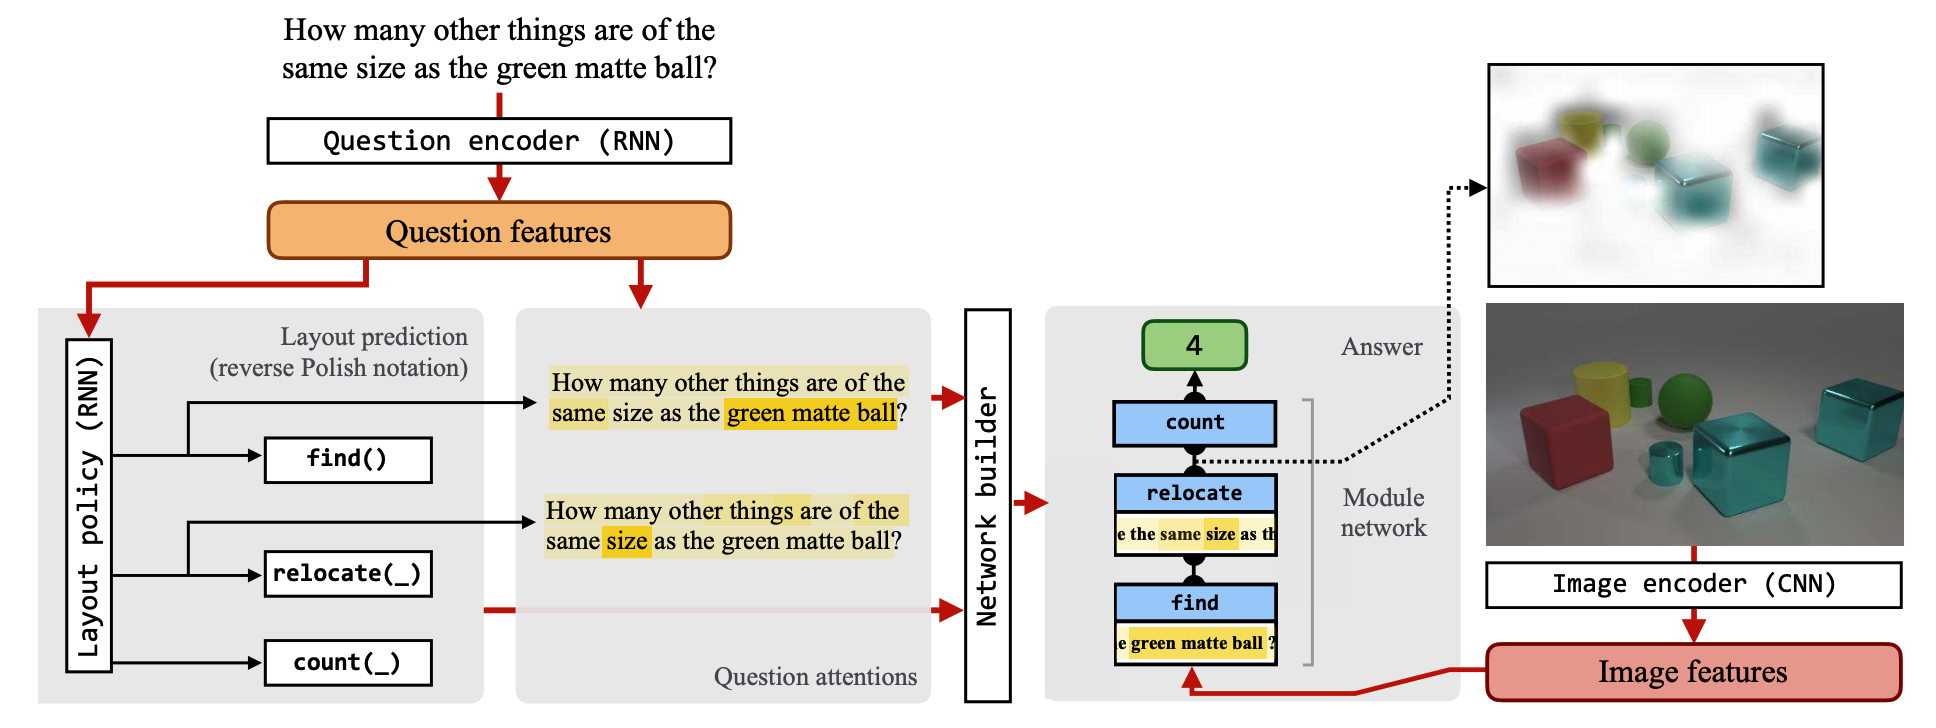 How many other things are of the
same size as the green matte ball?
Question encoder (RNN)
Question features
Layout policy (RNN)
Layout prediction
(reverse Polish notation)
find()
relocate(_)
count(_)
How many other things are of the
same size as the green matte ball?
How many other things are of the
same size as the green matte ball?
Question attentions
Network builder
4
Answer
count
relocate
e the same size as th
find
e green matte ball ?
Module
network
Image encoder (CNN)
Image features